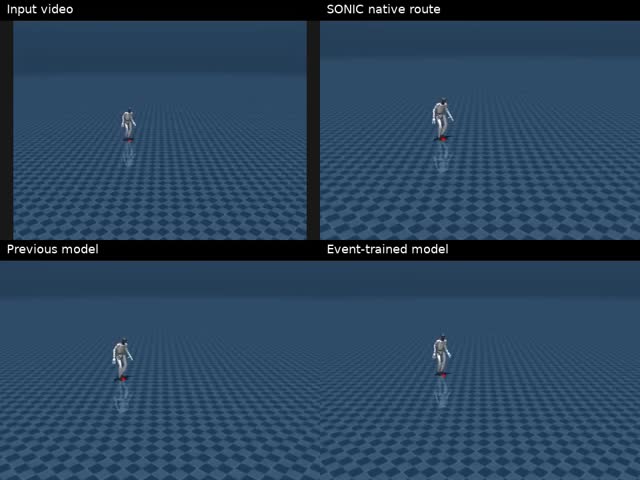 Input video
SONIC native route
Previous model
Event-trained model